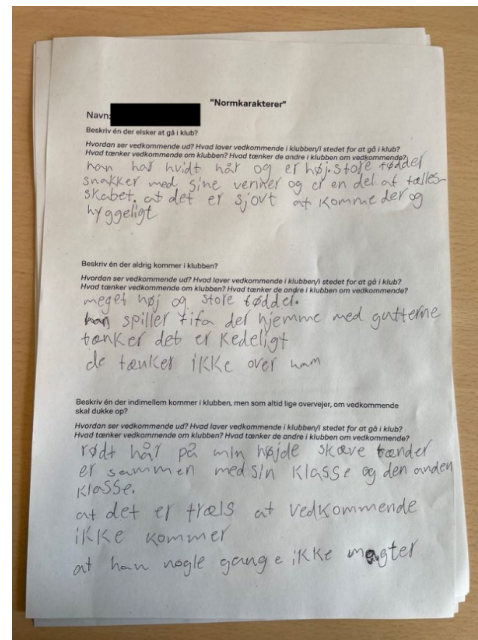 "Normkarakterer"
Navn:
Beskriv én der elsker at gå i klub?
Hvordan ser vedkommende ud? Hvad laver vedkommende i klubben/i stedet for at gå i klub?
Hvad tænker vedkommende om klubben? Hvad tænker de andre i klubben om vedkommende?
han har hvidt hår og er høj. store fødder
snakker med sine venner og er en del af fælles-
skabet. at det er sjovt at komme der og
hyggeligt
Beskriv én der aldrig kommer i klubben?
Hvordan ser vedkommende ud? Hvad laver vedkommende i klubben/i stedet for at gå i klub?
Hvad tænker vedkommende om klubben? Hvad tænker de andre i klubben om vedkommende?
meget høj og store fødder.
han spiller fifa der hjemme med gutterne
tænker det er kedeligt
de tænker ikke over ham
Beskriv én der indimellem kommer i klubben, men som altid lige overvejer, om vedkommende
skal dukke op?
Hvordan ser vedkommende ud? Hvad laver vedkommende i klubben/i stedet for at gå i klub?
Hvad tænker vedkommende om klubben? Hvad tænker de andre i klubben om vedkommende?
rødt hår på min højde skæve tænder
er sammen med sin klasse og den anden
klasse.
at det er træls at vedkommende
ikke kommer
at han nogle gange ikke magter